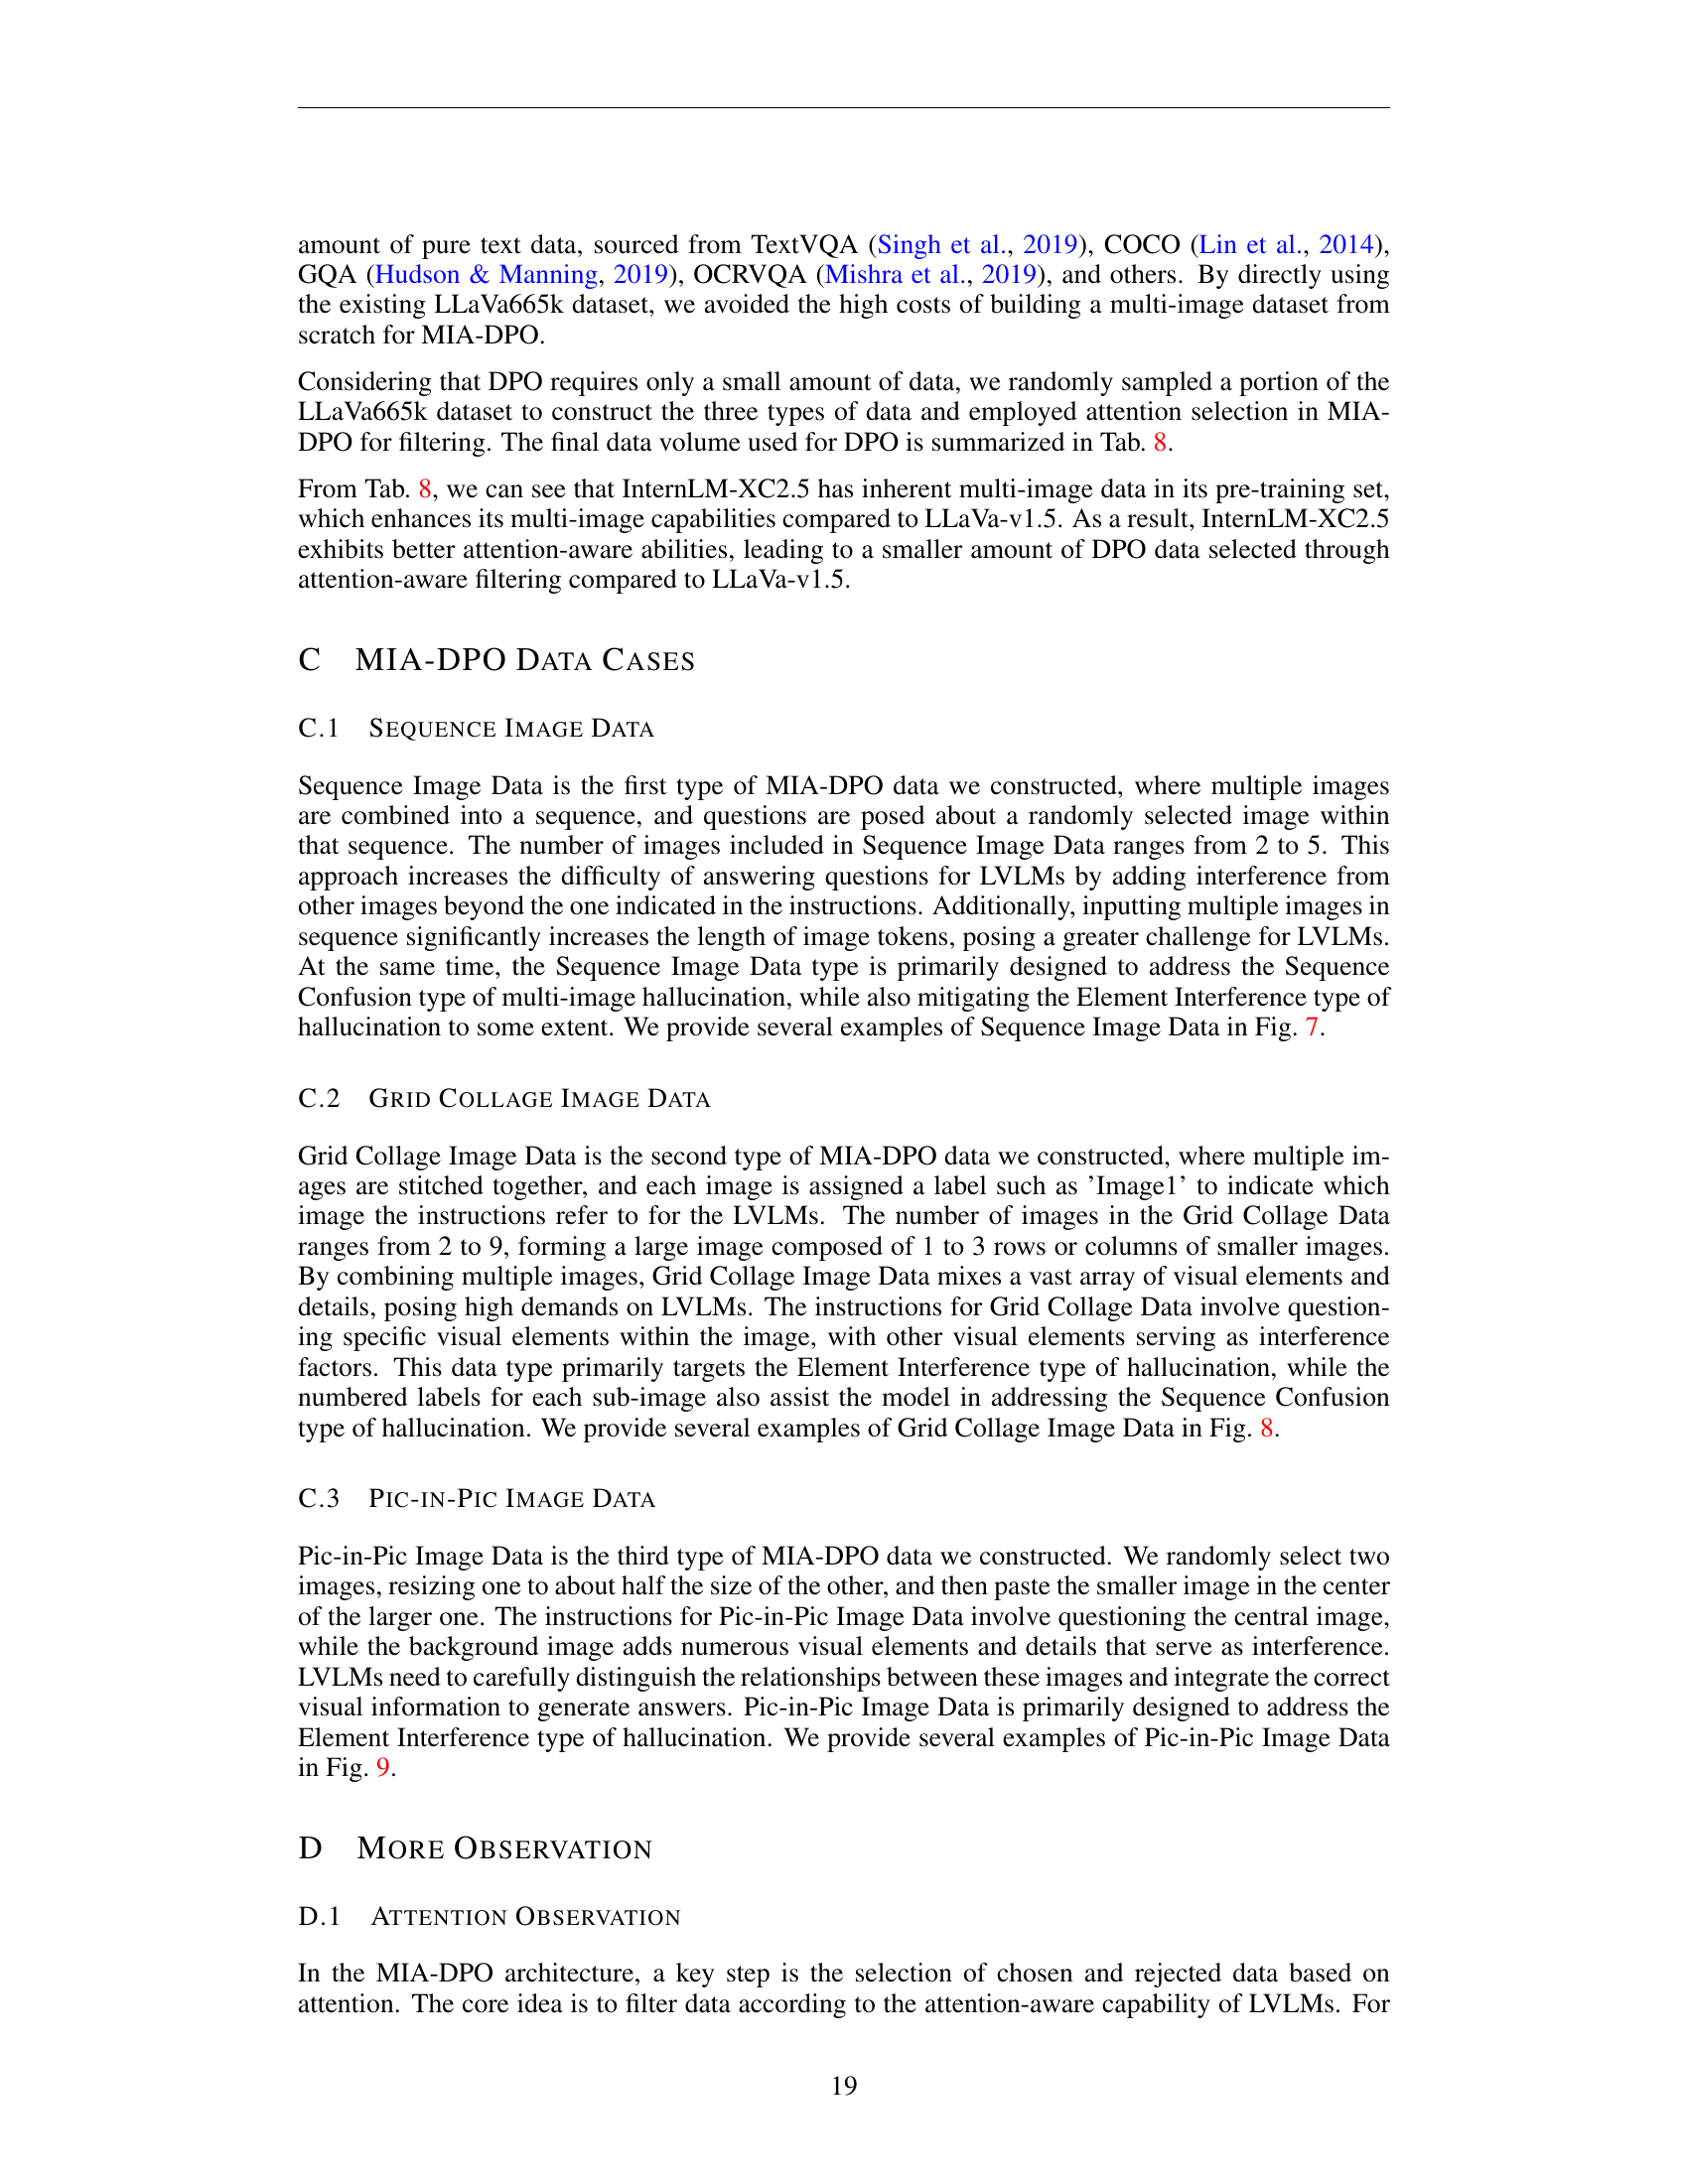 amount of pure text data, sourced from TextVQA (Singh et al., 2019), COCO (Lin et al., 2014),
GQA (Hudson & Manning, 2019), OCRVQA (Mishra et al., 2019), and others. By directly using
the existing LLaVa665k dataset, we avoided the high costs of building a multi-image dataset from
scratch for MIA-DPO.
Considering that DPO requires only a small amount of data, we randomly sampled a portion of the
LLaVa665k dataset to construct the three types of data and employed attention selection in MIA-
DPO for filtering. The final data volume used for DPO is summarized in Tab. 8.
From Tab. 8, we can see that InternLM-XC2.5 has inherent multi-image data in its pre-training set,
which enhances its multi-image capabilities compared to LLaVa-v1.5. As a result, InternLM-XC2.5
exhibits better attention-aware abilities, leading to a smaller amount of DPO data selected through
attention-aware filtering compared to LLaVa-v1.5.
C MIA-DPO DATA CASES
C.1 SEQUENCE IMAGE DATA
Sequence Image Data is the first type of MIA-DPO data we constructed, where multiple images
are combined into a sequence, and questions are posed about a randomly selected image within
that sequence. The number of images included in Sequence Image Data ranges from 2 to 5. This
approach increases the difficulty of answering questions for LVLMs by adding interference from
other images beyond the one indicated in the instructions. Additionally, inputting multiple images in
sequence significantly increases the length of image tokens, posing a greater challenge for LVLMs.
At the same time, the Sequence Image Data type is primarily designed to address the Sequence
Confusion type of multi-image hallucination, while also mitigating the Element Interference type of
hallucination to some extent. We provide several examples of Sequence Image Data in Fig. 7.
C.2 GRID COLLAGE IMAGE DATA
Grid Collage Image Data is the second type of MIA-DPO data we constructed, where multiple im-
ages are stitched together, and each image is assigned a label such as ’Image1’ to indicate which
image the instructions refer to for the LVLMs. The number of images in the Grid Collage Data
ranges from 2 to 9, forming a large image composed of 1 to 3 rows or columns of smaller images.
By combining multiple images, Grid Collage Image Data mixes a vast array of visual elements and
details, posing high demands on LVLMs. The instructions for Grid Collage Data involve question-
ing specific visual elements within the image, with other visual elements serving as interference
factors. This data type primarily targets the Element Interference type of hallucination, while the
numbered labels for each sub-image also assist the model in addressing the Sequence Confusion
type of hallucination. We provide several examples of Grid Collage Image Data in Fig. 8.
C.3 PIC-IN-PIC IMAGE DATA
Pic-in-Pic Image Data is the third type of MIA-DPO data we constructed. We randomly select two
images, resizing one to about half the size of the other, and then paste the smaller image in the center
of the larger one. The instructions for Pic-in-Pic Image Data involve questioning the central image,
while the background image adds numerous visual elements and details that serve as interference.
LVLMs need to carefully distinguish the relationships between these images and integrate the correct
visual information to generate answers. Pic-in-Pic Image Data is primarily designed to address the
Element Interference type of hallucination. We provide several examples of Pic-in-Pic Image Data
in Fig. 9.
D MORE OBSERVATION
D.1 ATTENTION OBSERVATION
In the MIA-DPO architecture, a key step is the selection of chosen and rejected data based on
attention. The core idea is to filter data according to the attention-aware capability of LVLMs. For
19